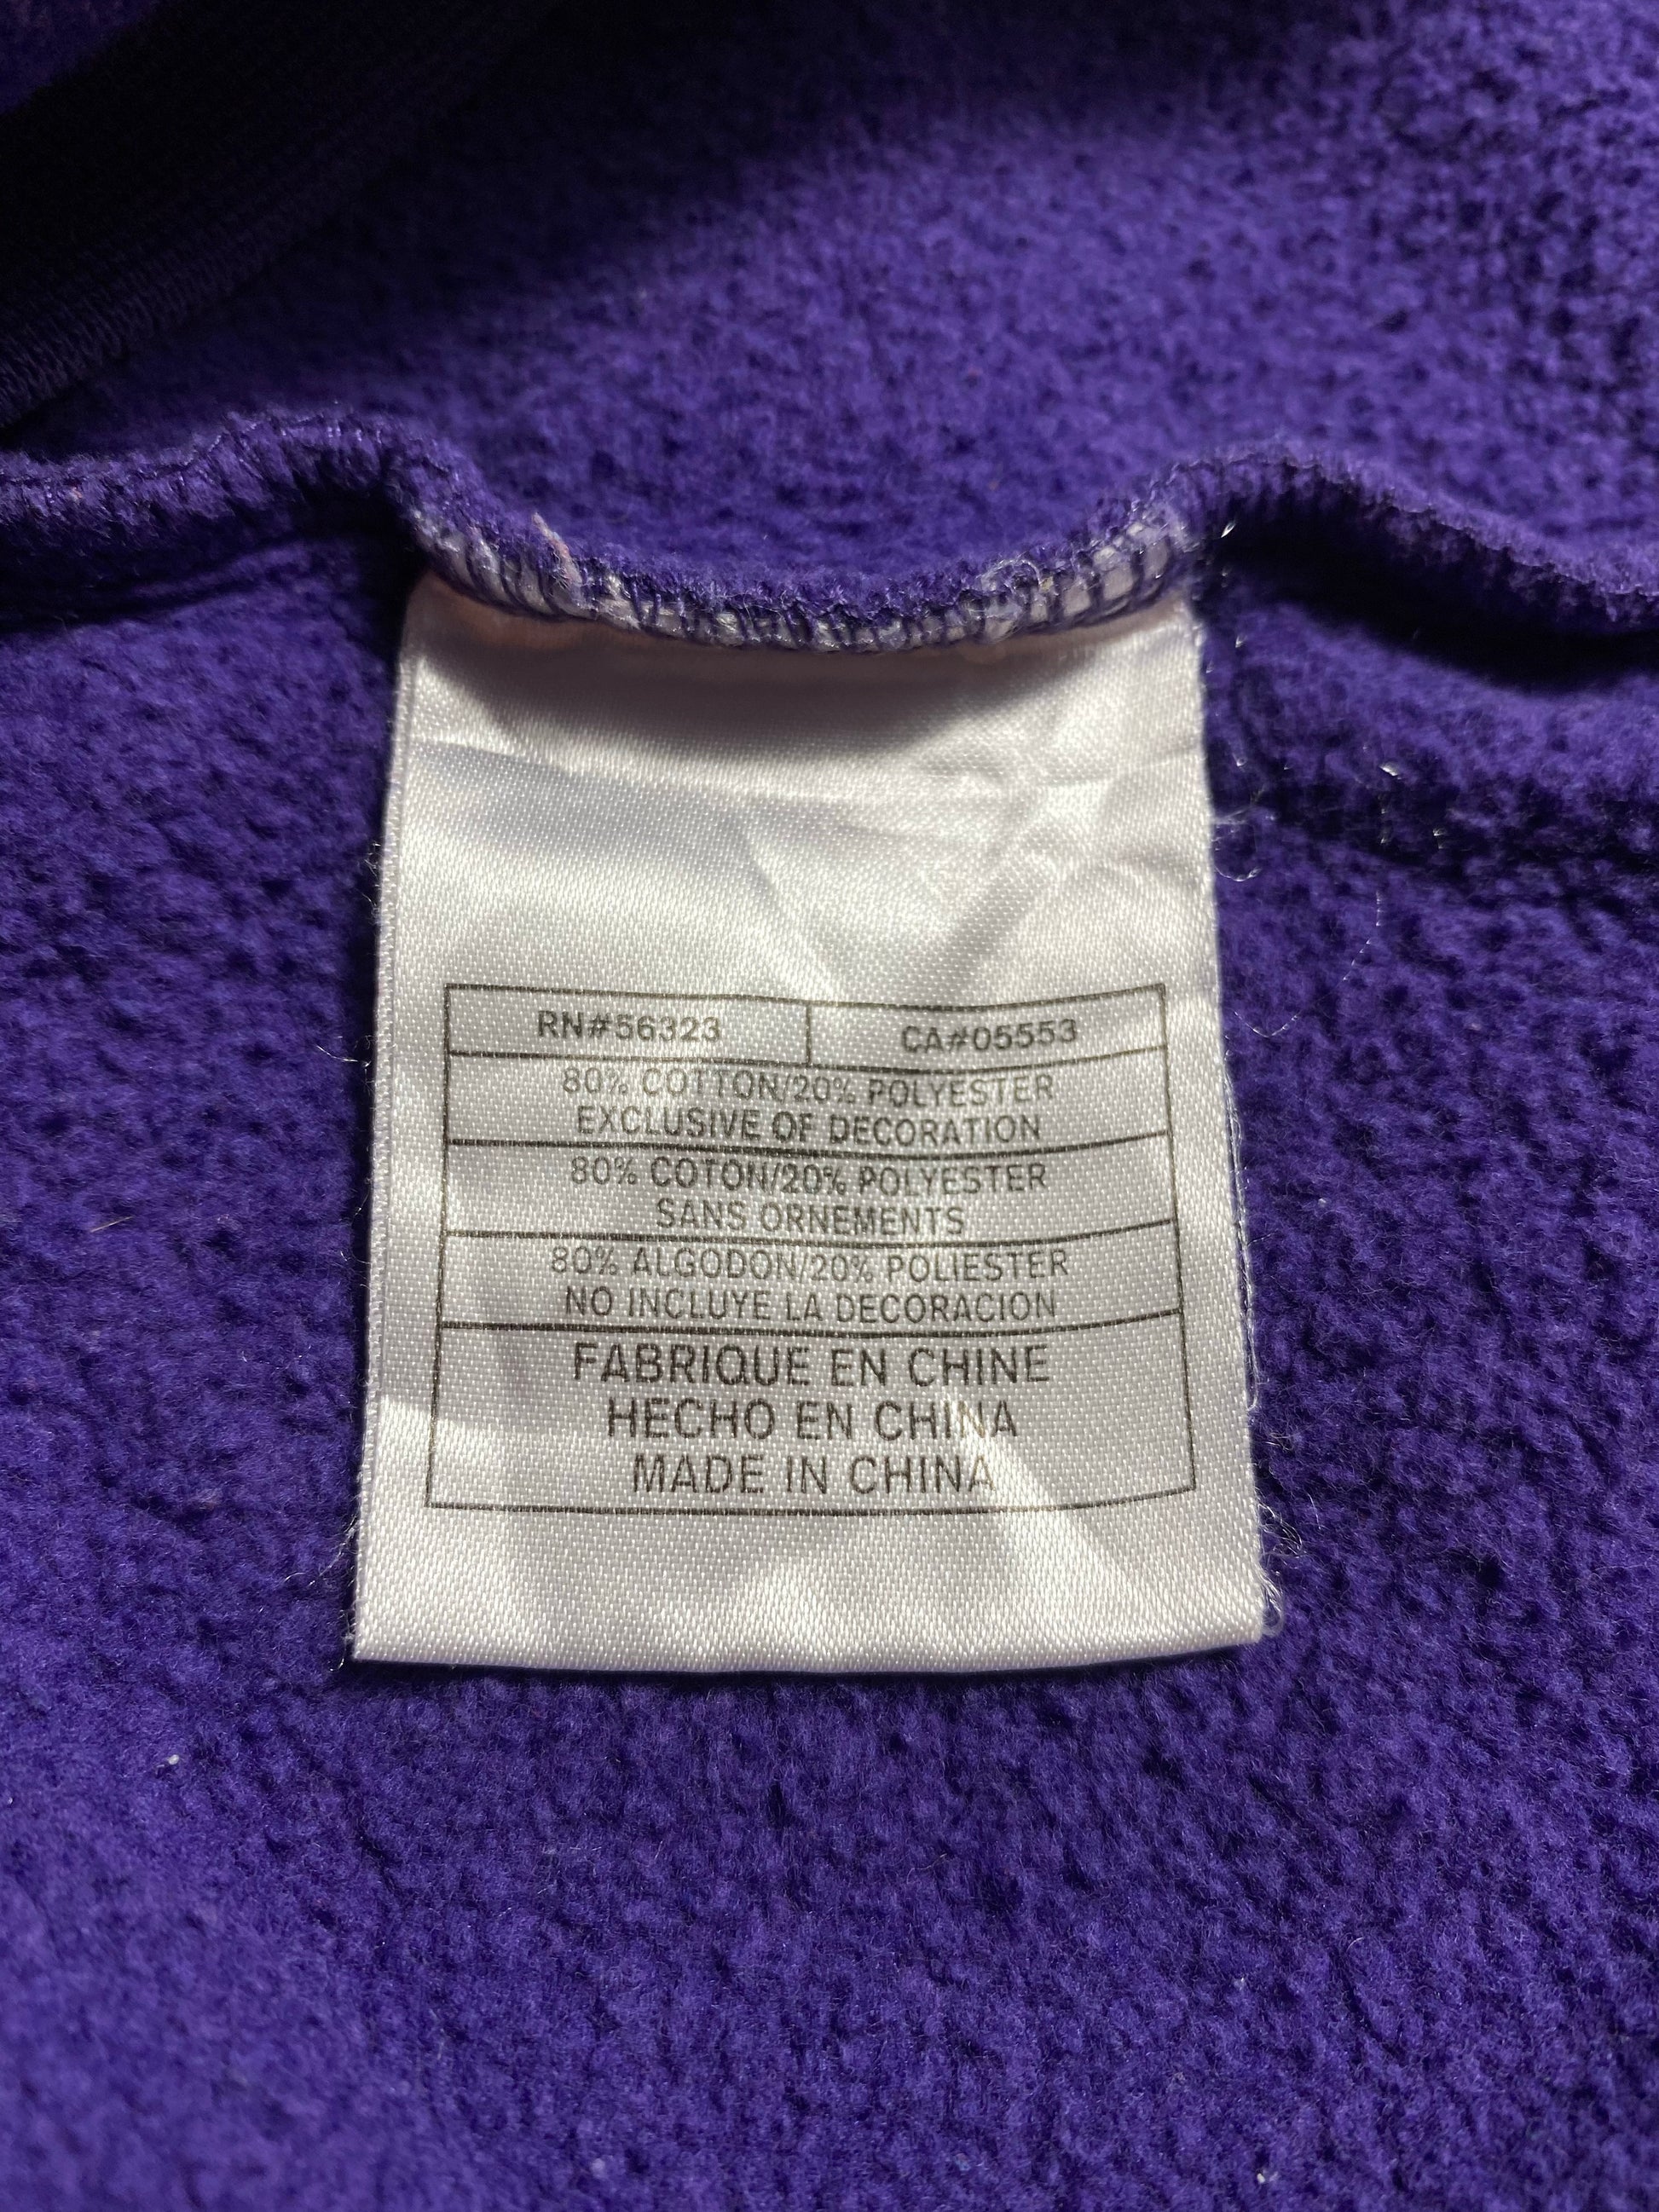 RN#56323 CA#05553
80% COTTON/20% POLYESTER
EXCLUSIVE OF DECORATION
80% COTON/20% POLYESTER
SANS ORNEMENTS
80% ALGODON/20% POLIESTER
NO INCLUYE LA DECORACION
FABRIQUE EN CHINE
HECHO EN CHINA
MADE IN CHINA